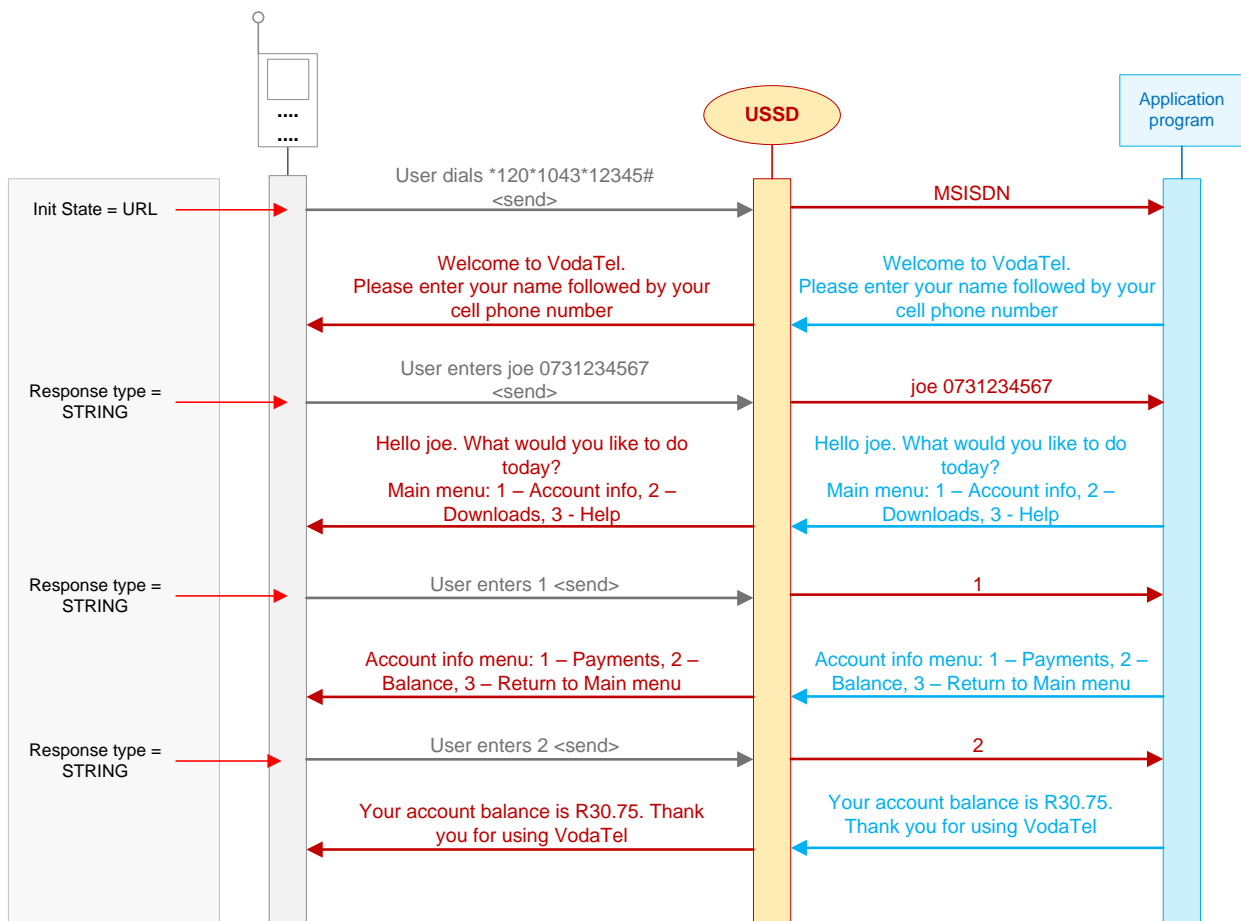 USSD
Application
program
User dials *120*1043*12345#
<send>
MSISDN
Init State = URL
Welcome to VodaTel.
Please enter your name followed by your
cell phone number
Welcome to VodaTel.
Please enter your name followed by your
cell phone number
User enters joe 0731234567
<send>
joe 0731234567
Response type =
STRING
Hello joe. What would you like to do
today?
Main menu: 1 – Account info, 2 –
Downloads, 3 - Help
Hello joe. What would you like to do
today?
Main menu: 1 – Account info, 2 –
Downloads, 3 - Help
Response type =
STRING
User enters 1 <send>
1
Account info menu: 1 – Payments, 2 –
Balance, 3 – Return to Main menu
Account info menu: 1 – Payments, 2 –
Balance, 3 – Return to Main menu
Response type =
STRING
User enters 2 <send>
2
Your account balance is R30.75. Thank
you for using VodaTel
Your account balance is R30.75.
Thank you for using VodaTel